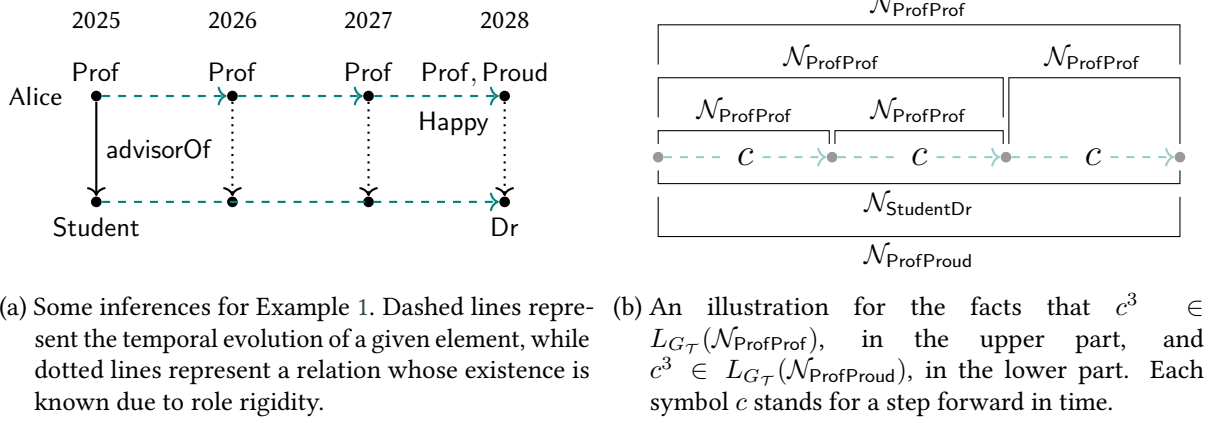 2025 2026 2027 2028
Prof Prof Prof Prof, Proud
Alice
Happy
advisorOf
Student Dr
(a) Some inferences for Example 1. Dashed lines repre-
sent the temporal evolution of a given element, while
dotted lines represent a relation whose existence is
known due to role rigidity.
𝒩ProfProf
𝒩ProfProf 𝒩ProfProf
𝒩ProfProf 𝒩ProfProf
c c c
𝒩StudentDr
𝒩ProfProud
(b) An illustration for the facts that c³ ∈
L_{G_𝒯}(𝒩ProfProf), in the upper part, and
c³ ∈ L_{G_𝒯}(𝒩ProfProud), in the lower part. Each
symbol c stands for a step forward in time.